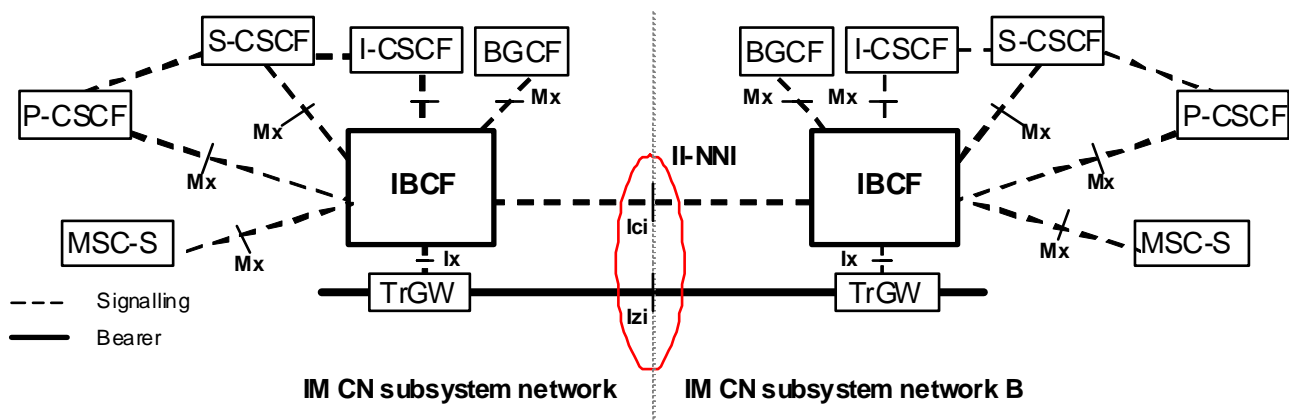 S-CSCF
I-CSCF
BGCF
BGCF
I-CSCF
S-CSCF
P-CSCF
P-CSCF
Mx
Mx
Mx
Mx
Mx
Mx
Mx
IBCF
II-NNI
IBCF
MSC-S
Mx
Ici
Mx
MSC-S
Ix
Ix
TrGW
TrGW
Izi
Signalling
Bearer
IM CN subsystem network
IM CN subsystem network B